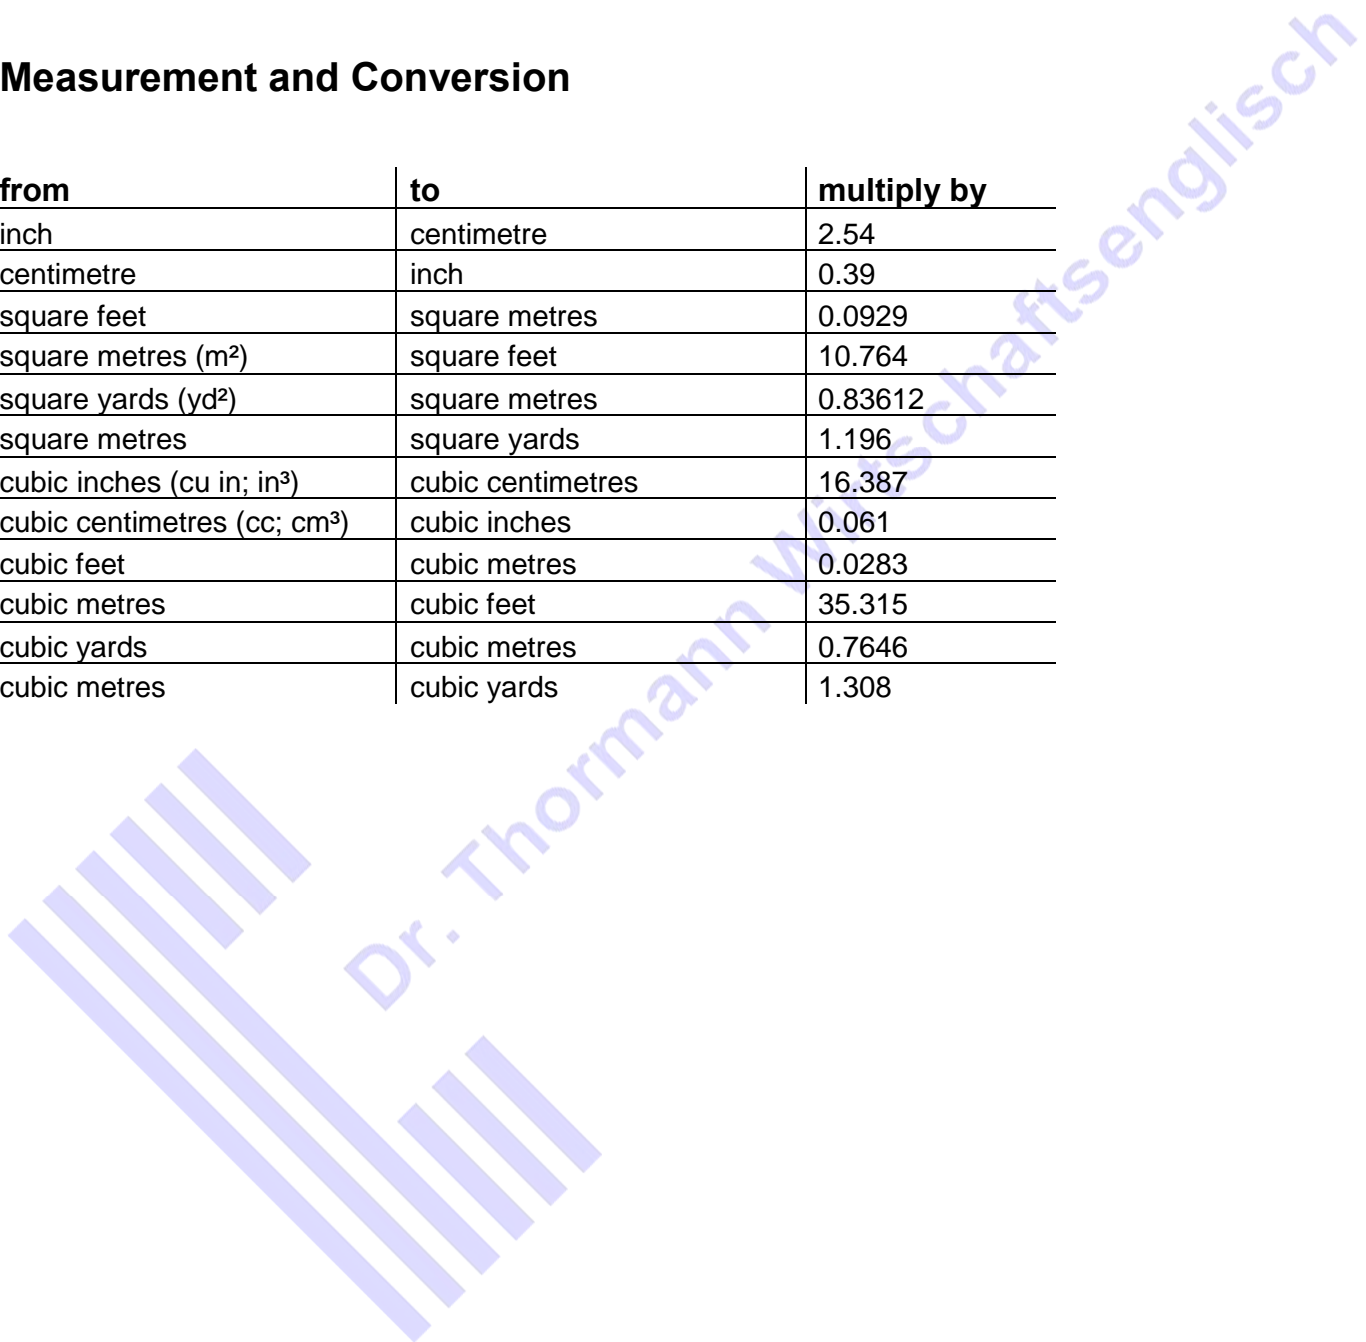 Measurement and Conversion
from to multiply by
inch centimetre 2.54
centimetre inch 0.39
square feet square metres 0.0929
square metres (m²) square feet 10.764
square yards (yd²) square metres 0.83612
square metres square yards 1.196
cubic inches (cu in; in³) cubic centimetres 16.387
cubic centimetres (cc; cm³) cubic inches 0.061
cubic feet cubic metres 0.0283
cubic metres cubic feet 35.315
cubic yards cubic metres 0.7646
cubic metres cubic yards 1.308
Dr. Thormann Wirtschaftsenglisch